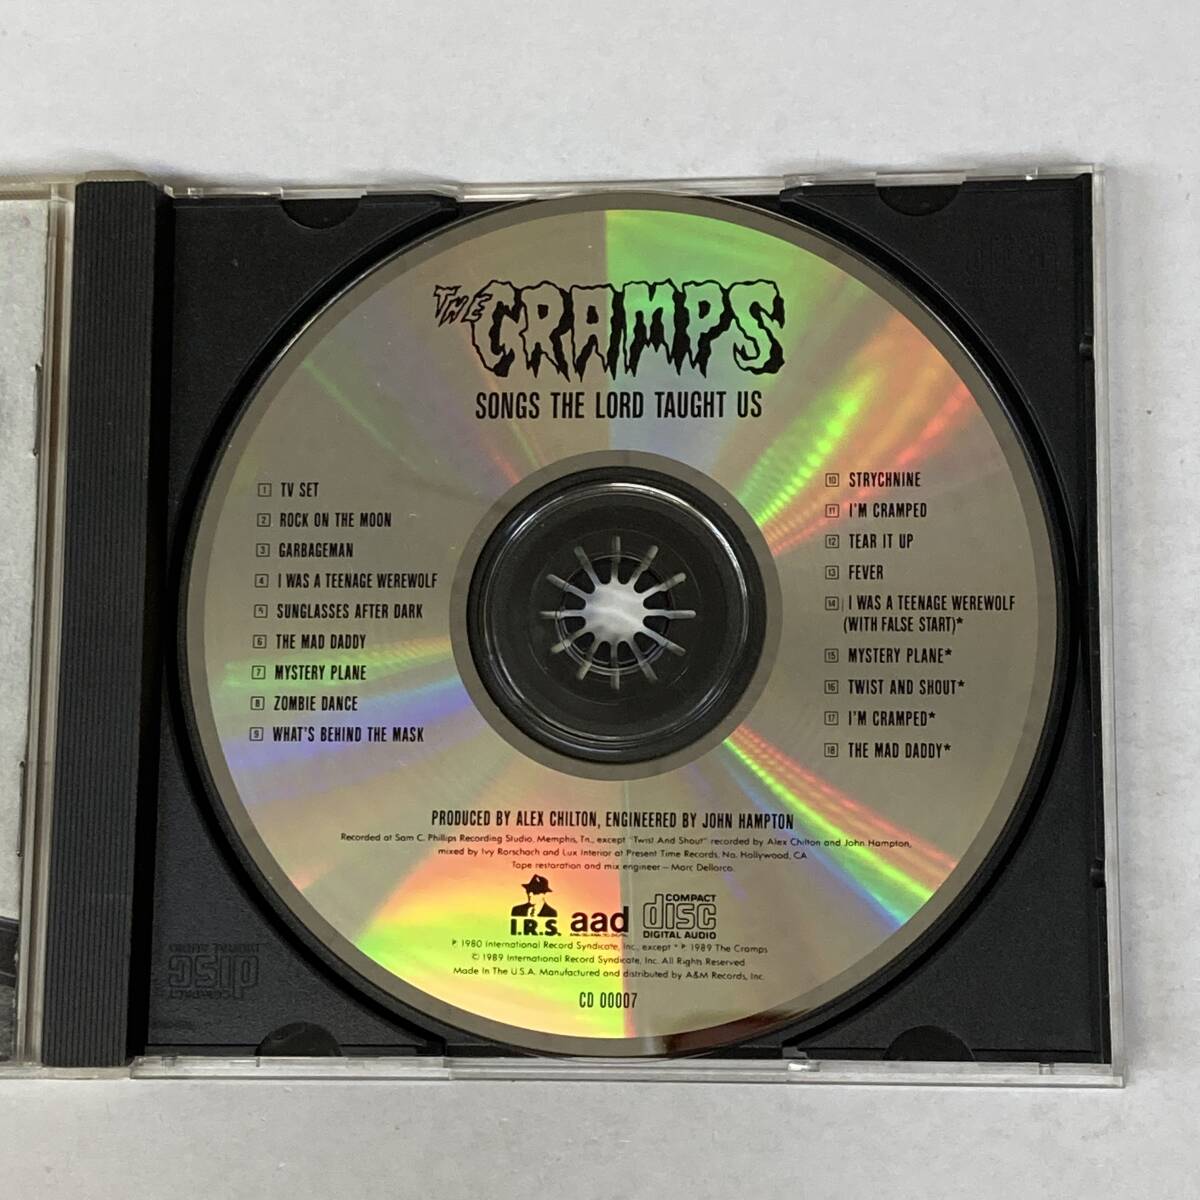 THE CRAMPS
SONGS THE LORD TAUGHT US
1 TV SET
2 ROCK ON THE MOON
3 GARBAGEMAN
4 I WAS A TEENAGE WEREWOLF
5 SUNGLASSES AFTER DARK
6 THE MAD DADDY
7 MYSTERY PLANE
8 ZOMBIE DANCE
9 WHAT'S BEHIND THE MASK
10 STRYCHNINE
11 I'M CRAMPED
12 TEAR IT UP
13 FEVER
14 I WAS A TEENAGE WEREWOLF
(WITH FALSE START)*
15 MYSTERY PLANE*
16 TWIST AND SHOUT*
17 I'M CRAMPED*
18 THE MAD DADDY*
PRODUCED BY ALEX CHILTON, ENGINEERED BY JOHN HAMPTON
Recorded at Sam C. Phillips Recording Studio, Memphis, Tn., except "Twist And Shout" recorded by Alex Chilton and John Hampton,
mixed by Ivy Rorschach and Lux Interior at Present Time Records, No. Hollywood, CA
Tape restoration and mix engineer—Marc Dellorco.
I.R.S. aad COMPACT disc DIGITAL AUDIO
℗ 1980 International Record Syndicate, Inc., except * ℗ 1989 The Cramps
© 1989 International Record Syndicate, Inc. All Rights Reserved
Made In The U.S.A. Manufactured and distributed by A&M Records, Inc.
CD 00007
COMPACT disc DIGITAL AUDIO